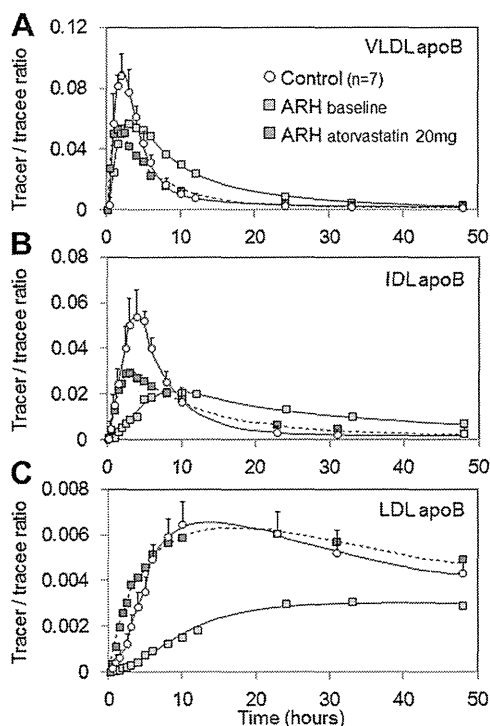 A
0.12
VLDLapoB
Control (n=7)
ARH baseline
ARH atorvastatin 20mg
0.08
0.04
0
0 10 20 30 40 50
Tracer / tracee ratio
B
0.08
IDLapoB
0.06
0.04
0.02
0
0 10 20 30 40 50
Tracer / tracee ratio
C
0.008
LDLapoB
0.006
0.004
0.002
0
0 10 20 30 40 50
Tracer / tracee ratio
Time (hours)